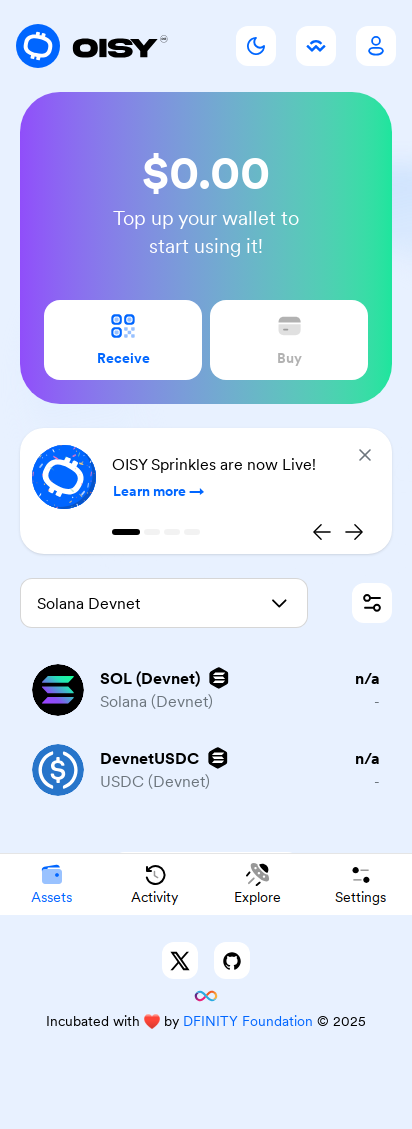 OISY
$0.00
Top up your wallet to
start using it!
Receive
Buy
OISY Sprinkles are now Live!
Learn more
Solana Devnet
SOL (Devnet)
n/a
Solana (Devnet)
-
DevnetUSDC
n/a
USDC (Devnet)
-
Assets
Activity
Explore
Settings
Incubated with ❤️ by DFINITY Foundation © 2025